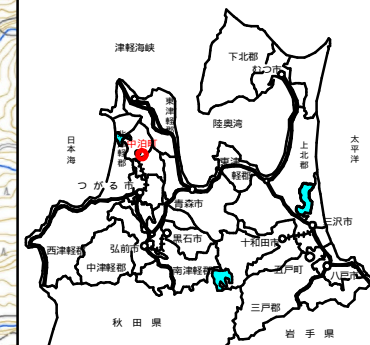 津軽海峡
下北郡
むつ市
東津軽郡
陸奥湾
日本海
太平洋
中泊町
上北郡
東津
軽郡
つがる市
青森市
三沢市
黒石市
十和田市
西津軽郡
弘前市
中津軽郡
南津軽郡
五戸町
八戸市
三戸郡
秋田県
岩手県